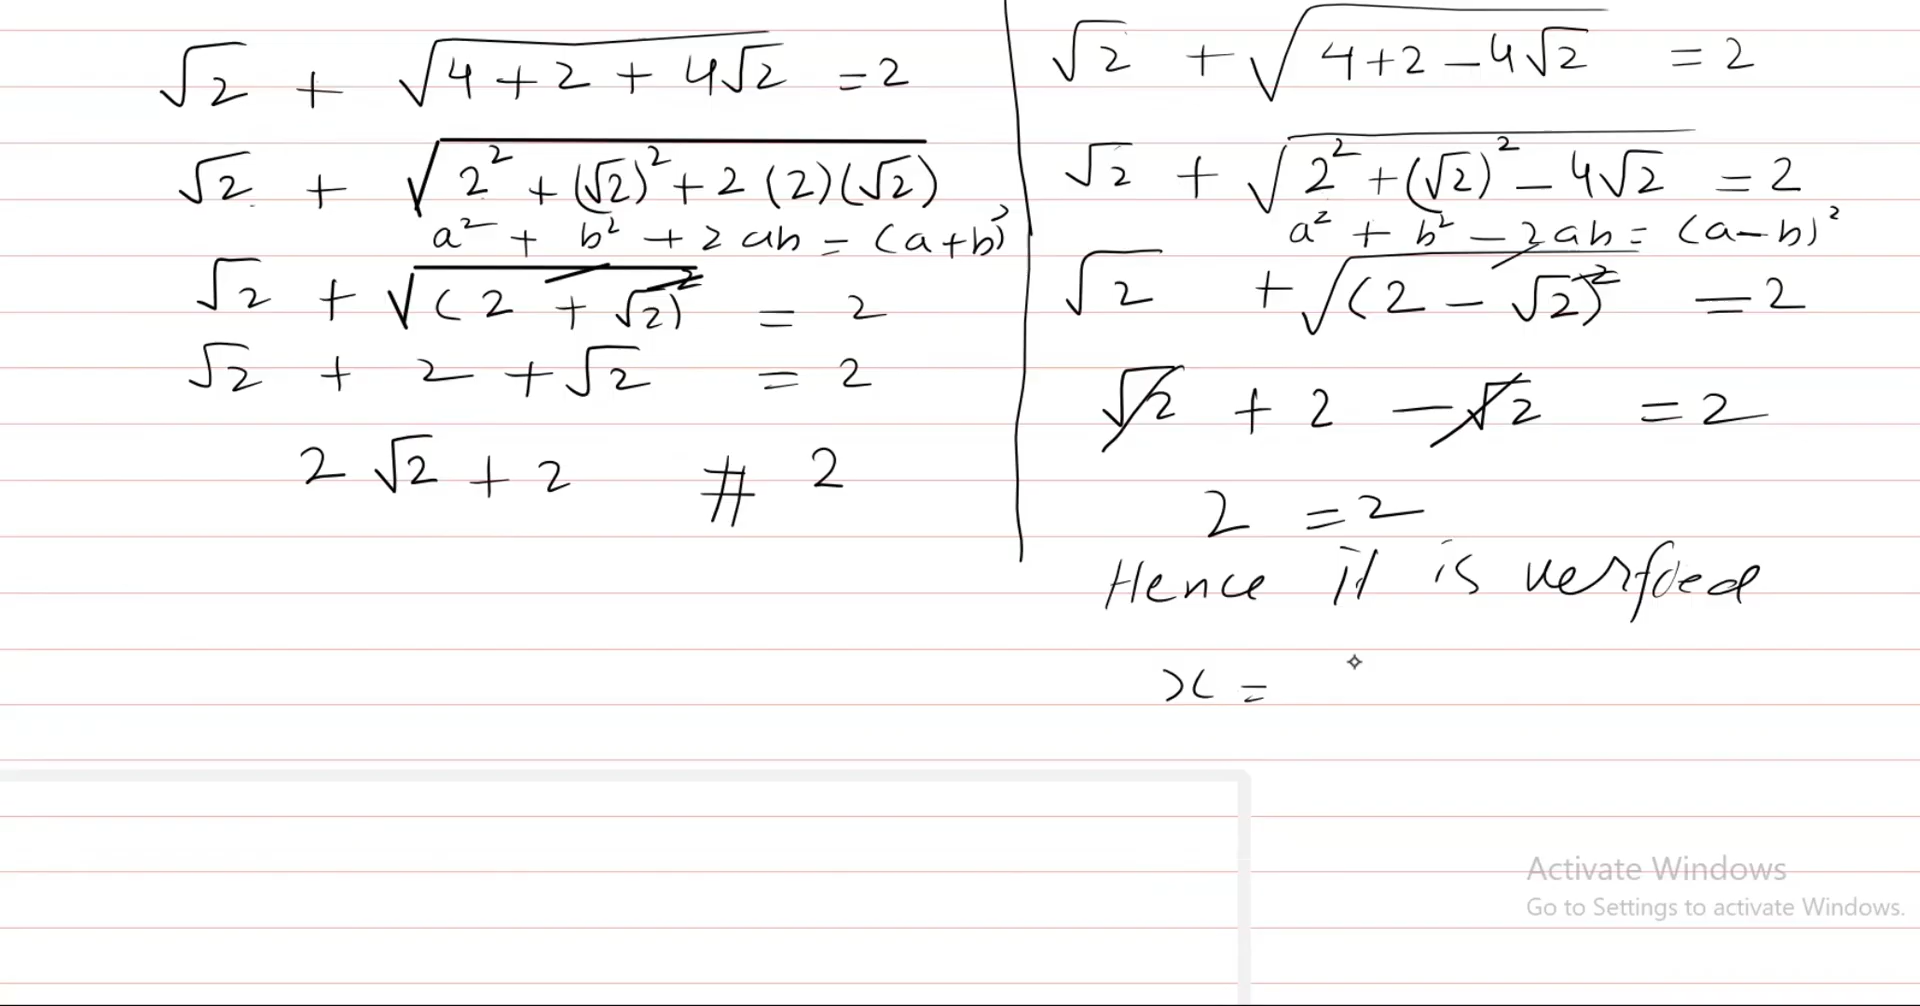 √2 + √(4 + 2 + 4√2) = 2
√2 + √(2² + (√2)² + 2 (2)(√2))
a² + b² + 2ab = (a+b)²
√2 + √((2 + √2)²) = 2
√2 + 2 + √2 = 2
2√2 + 2 # 2
√2 + √(4+2-4√2) = 2
√2 + √(2² + (√2)² - 4√2) = 2
a² + b² - 2ab = (a-b)²
√2 + √((2 - √2)²) = 2
√2 + 2 - √2 = 2
2 = 2
Hence it is verfied
x =
Activate Windows
Go to Settings to activate Windows.